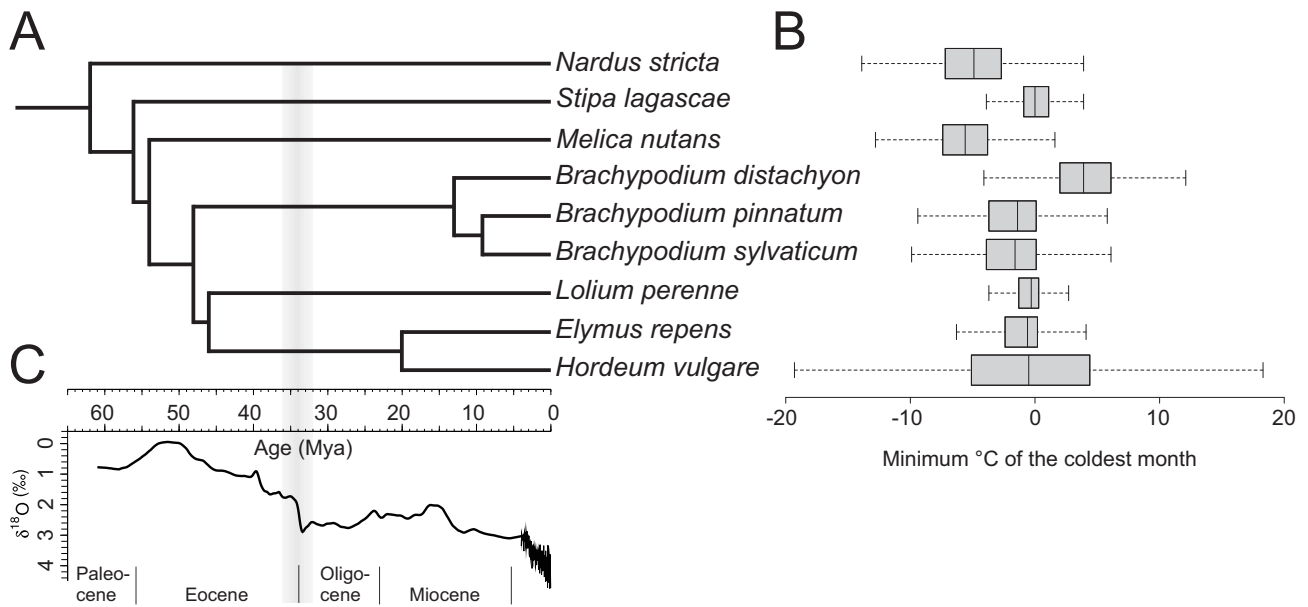 A
B
Nardus stricta
Stipa lagascae
Melica nutans
Brachypodium distachyon
Brachypodium pinnatum
Brachypodium sylvaticum
Lolium perenne
Elymus repens
Hordeum vulgare
-20 -10 0 10 20
Minimum °C of the coldest month
C
60 50 40 30 20 10 0
Age (Mya)
δ¹⁸O (‰)
0
1
2
3
4
Paleo-
cene
Eocene
Oligo-
cene
Miocene